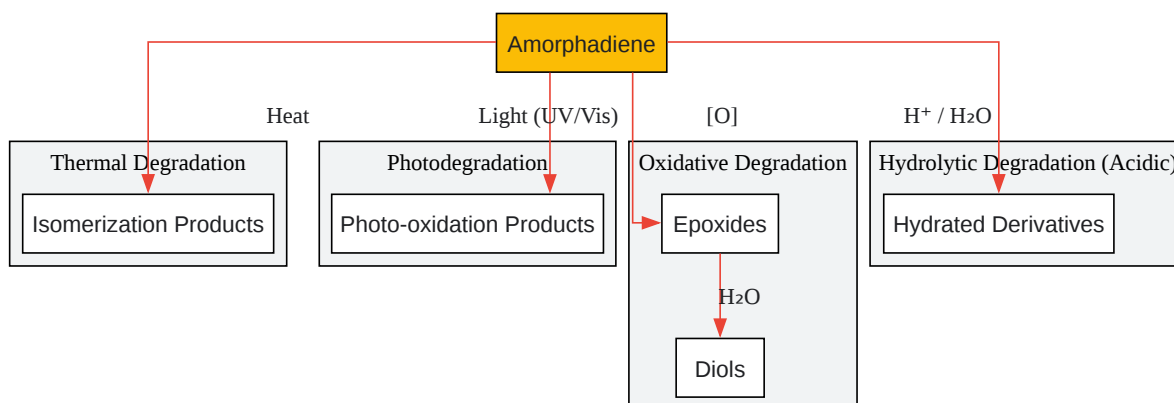 Amorphadiene
Heat
Light (UV/Vis)
[O]
H⁺ / H₂O
Thermal Degradation
Photodegradation
Oxidative Degradation
Hydrolytic Degradation (Acidic)
Isomerization Products
Photo-oxidation Products
Epoxides
Hydrated Derivatives
H₂O
Diols